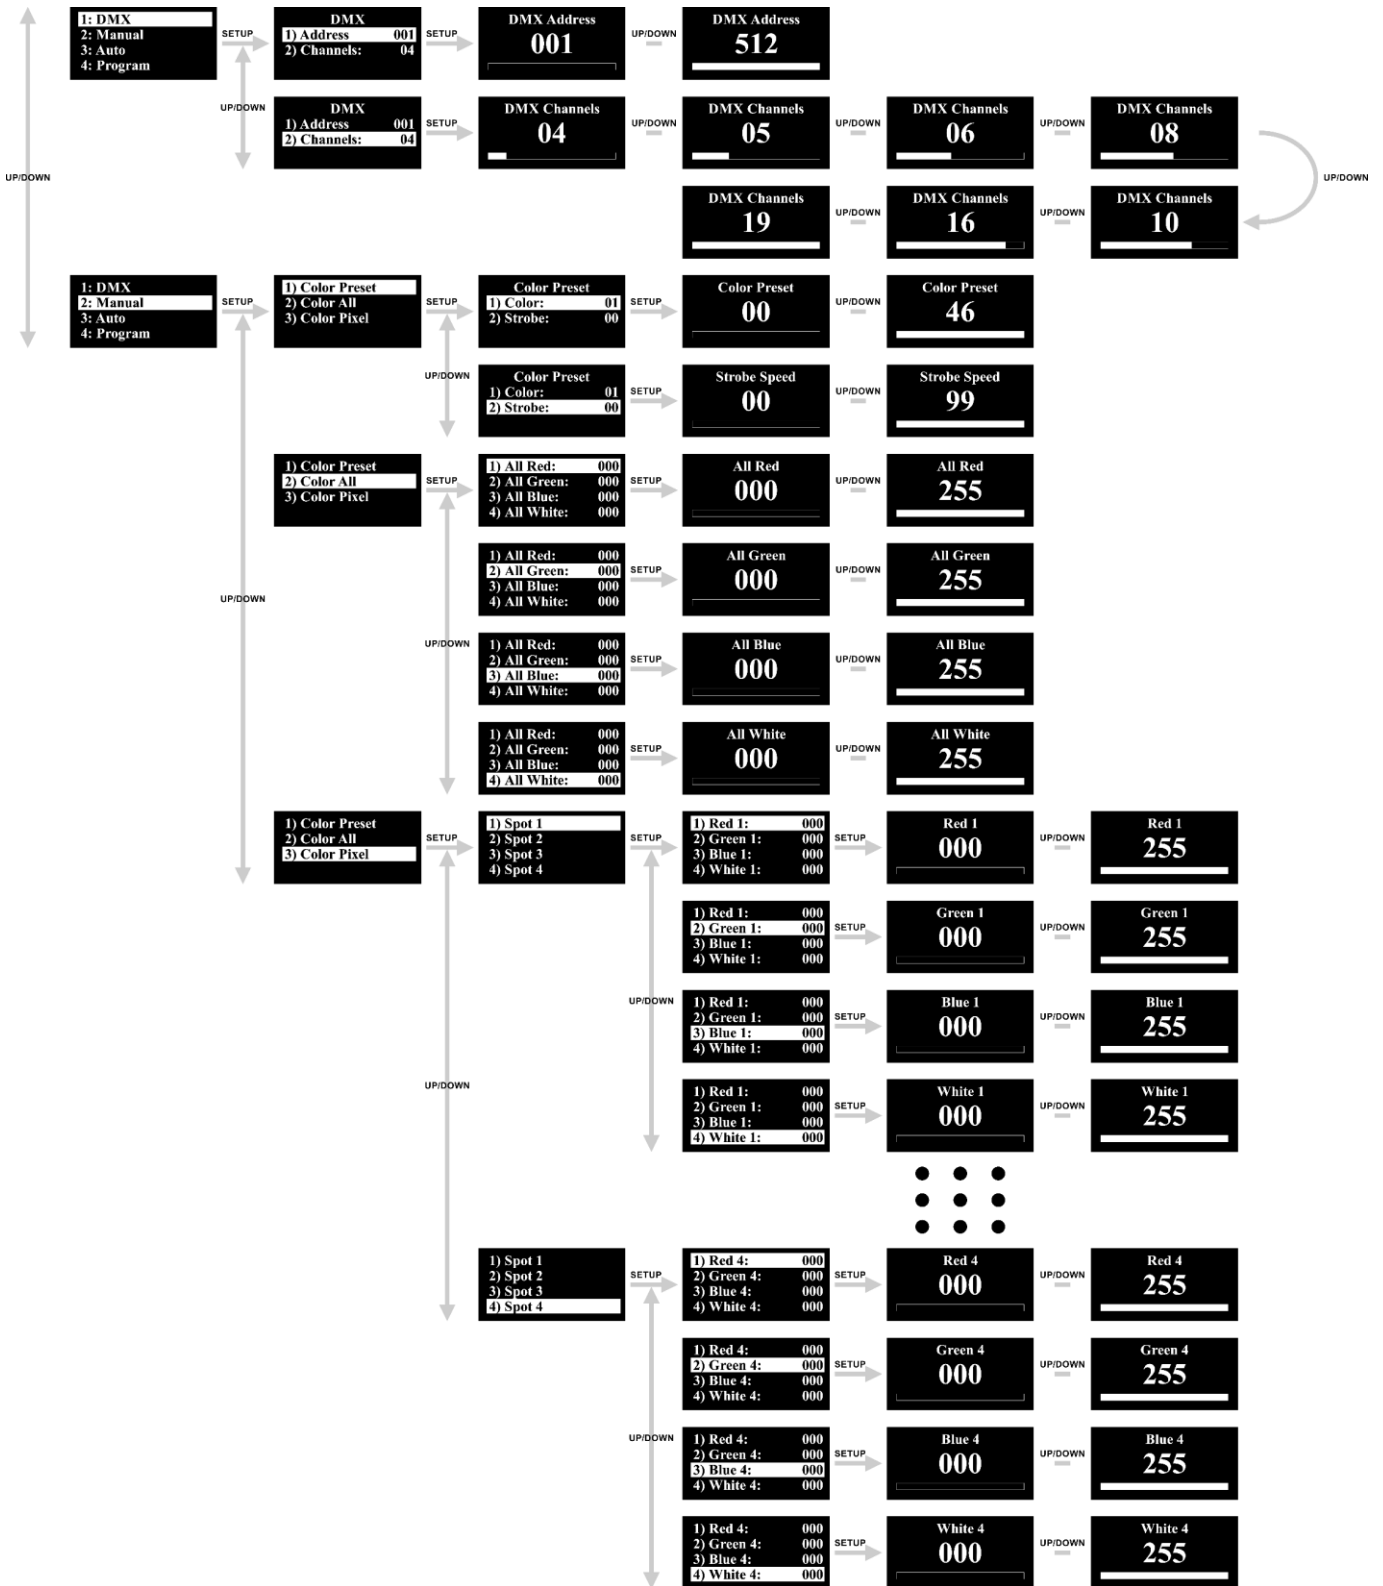 1: DMX
2: Manual
3: Auto
4: Program
SETUP
DMX
1) Address 001
2) Channels: 04
SETUP
DMX Address
001
UP/DOWN
DMX Address
512
UP/DOWN
DMX
1) Address 001
2) Channels: 04
SETUP
DMX Channels
04
UP/DOWN
DMX Channels
05
UP/DOWN
DMX Channels
06
UP/DOWN
DMX Channels
08
UP/DOWN
UP/DOWN
DMX Channels
19
UP/DOWN
DMX Channels
16
UP/DOWN
DMX Channels
10
1: DMX
2: Manual
3: Auto
4: Program
SETUP
1) Color Preset
2) Color All
3) Color Pixel
SETUP
Color Preset
1) Color: 01
2) Strobe: 00
SETUP
Color Preset
00
UP/DOWN
Color Preset
46
UP/DOWN
Color Preset
1) Color: 01
2) Strobe: 00
SETUP
Strobe Speed
00
UP/DOWN
Strobe Speed
99
1) Color Preset
2) Color All
3) Color Pixel
SETUP
1) All Red: 000
2) All Green: 000
3) All Blue: 000
4) All White: 000
SETUP
All Red
000
UP/DOWN
All Red
255
UP/DOWN
1) All Red: 000
2) All Green: 000
3) All Blue: 000
4) All White: 000
SETUP
All Green
000
UP/DOWN
All Green
255
UP/DOWN
1) All Red: 000
2) All Green: 000
3) All Blue: 000
4) All White: 000
SETUP
All Blue
000
UP/DOWN
All Blue
255
1) All Red: 000
2) All Green: 000
3) All Blue: 000
4) All White: 000
SETUP
All White
000
UP/DOWN
All White
255
1) Color Preset
2) Color All
3) Color Pixel
SETUP
1) Spot 1
2) Spot 2
3) Spot 3
4) Spot 4
SETUP
1) Red 1: 000
2) Green 1: 000
3) Blue 1: 000
4) White 1: 000
SETUP
Red 1
000
UP/DOWN
Red 1
255
1) Red 1: 000
2) Green 1: 000
3) Blue 1: 000
4) White 1: 000
SETUP
Green 1
000
UP/DOWN
Green 1
255
UP/DOWN
1) Red 1: 000
2) Green 1: 000
3) Blue 1: 000
4) White 1: 000
SETUP
Blue 1
000
UP/DOWN
Blue 1
255
UP/DOWN
1) Red 1: 000
2) Green 1: 000
3) Blue 1: 000
4) White 1: 000
SETUP
White 1
000
UP/DOWN
White 1
255
1) Spot 1
2) Spot 2
3) Spot 3
4) Spot 4
SETUP
1) Red 4: 000
2) Green 4: 000
3) Blue 4: 000
4) White 4: 000
SETUP
Red 4
000
UP/DOWN
Red 4
255
1) Red 4: 000
2) Green 4: 000
3) Blue 4: 000
4) White 4: 000
SETUP
Green 4
000
UP/DOWN
Green 4
255
UP/DOWN
1) Red 4: 000
2) Green 4: 000
3) Blue 4: 000
4) White 4: 000
SETUP
Blue 4
000
UP/DOWN
Blue 4
255
1) Red 4: 000
2) Green 4: 000
3) Blue 4: 000
4) White 4: 000
SETUP
White 4
000
UP/DOWN
White 4
255